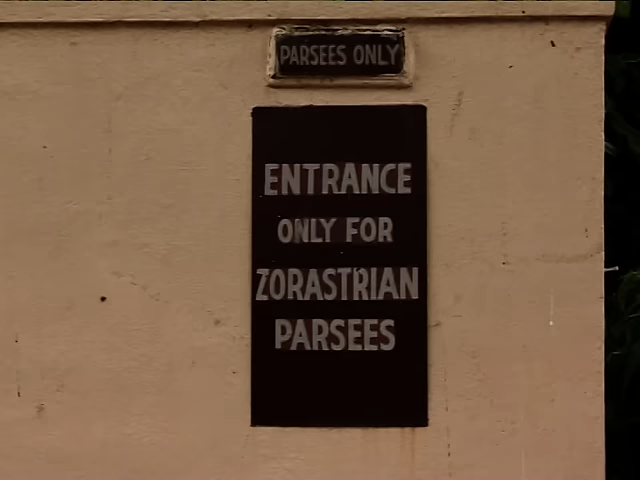 PARSEES ONLY
ENTRANCE
ONLY FOR
ZORASTRIAN
PARSEES